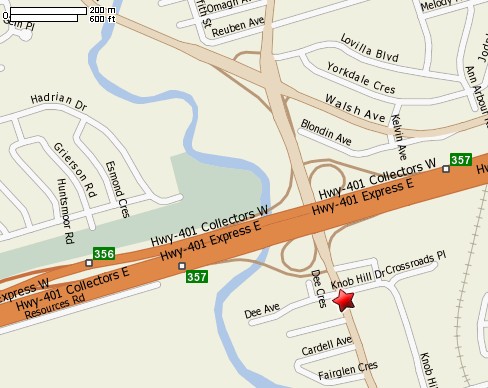 200 m
600 ft
Omagh Ave
Reuben Ave
Lovilla Blvd
Yorkdale Cres
Walsh Ave
Kelvin Ave
Blondin Ave
Hadrian Dr
Grierson Rd
Esmond Cres
Huntsmoor Rd
357
Hwy-401 Collectors W
Hwy-401 Express E
Hwy-401 Collectors W
Hwy-401 Express E
356
357
Express W
Hwy-401 Collectors E
Resources Rd
Dee Cres
Knob Hill Dr
Crossroads Pl
Dee Ave
Cardell Ave
Fairglen Cres
Knob Hill